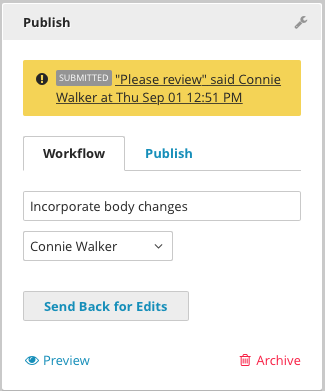 Publish
SUBMITTED "Please review" said Connie
Walker at Thu Sep 01 12:51 PM
Workflow
Publish
Incorporate body changes
Connie Walker
Send Back for Edits
Preview
Archive